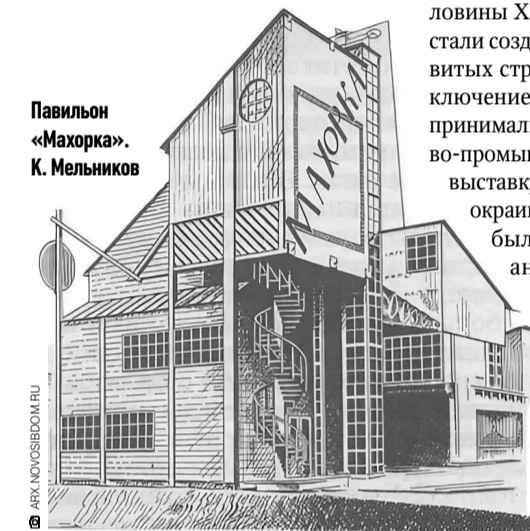 Павильон
«Махорка».
К. Мельников
МАХОРКА
ARX.NOVOSIBDOM.RU
ловины X
стали созд
витых стр
ключение
принимал
во-промы
выставк
окраи
был
ан